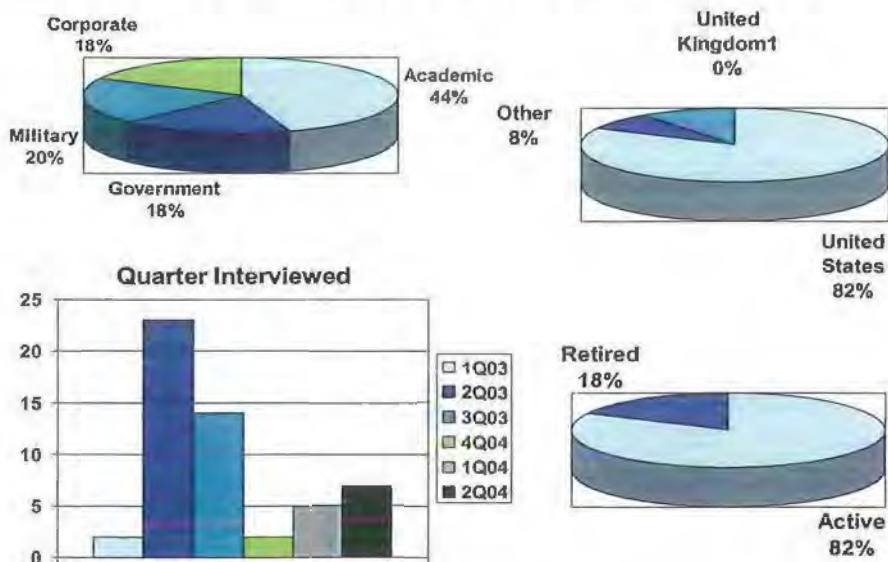 Corporate
18%
Academic
44%
Military
20%
Government
18%
United
Kingdom1
0%
Other
8%
United
States
82%
Quarter Interviewed
25
20
15
10
5
0
1Q03
2Q03
3Q03
4Q04
1Q04
2Q04
Retired
18%
Active
82%